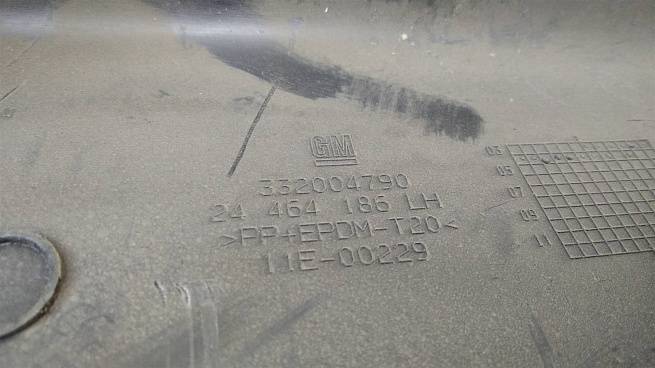 GM
332004790
24 464 186 LH
>PP+EPDM-T20<
11E-00229
03
05
07
09
11